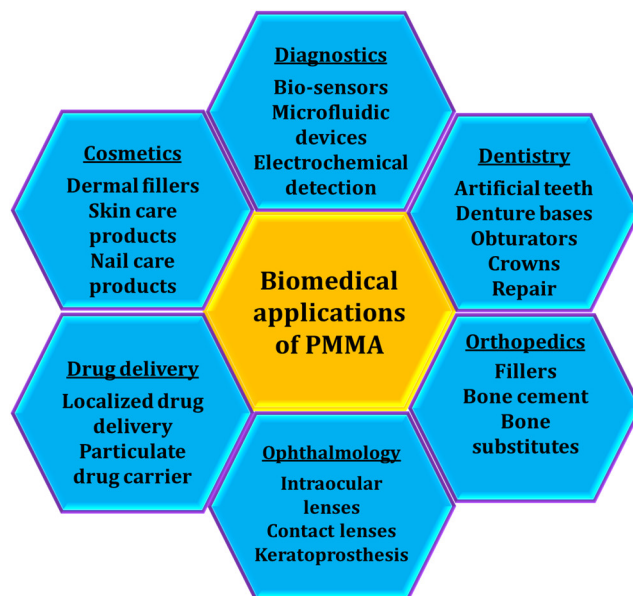 Diagnostics
Bio-sensors
Microfluidic
devices
Electrochemical
detection
Cosmetics
Dermal fillers
Skin care
products
Nail care
products
Dentistry
Artificial teeth
Denture bases
Obturators
Crowns
Repair
Biomedical
applications
of PMMA
Drug delivery
Localized drug
delivery
Particulate
drug carrier
Orthopedics
Fillers
Bone cement
Bone
substitutes
Ophthalmology
Intraocular
lenses
Contact lenses
Keratoprosthesis